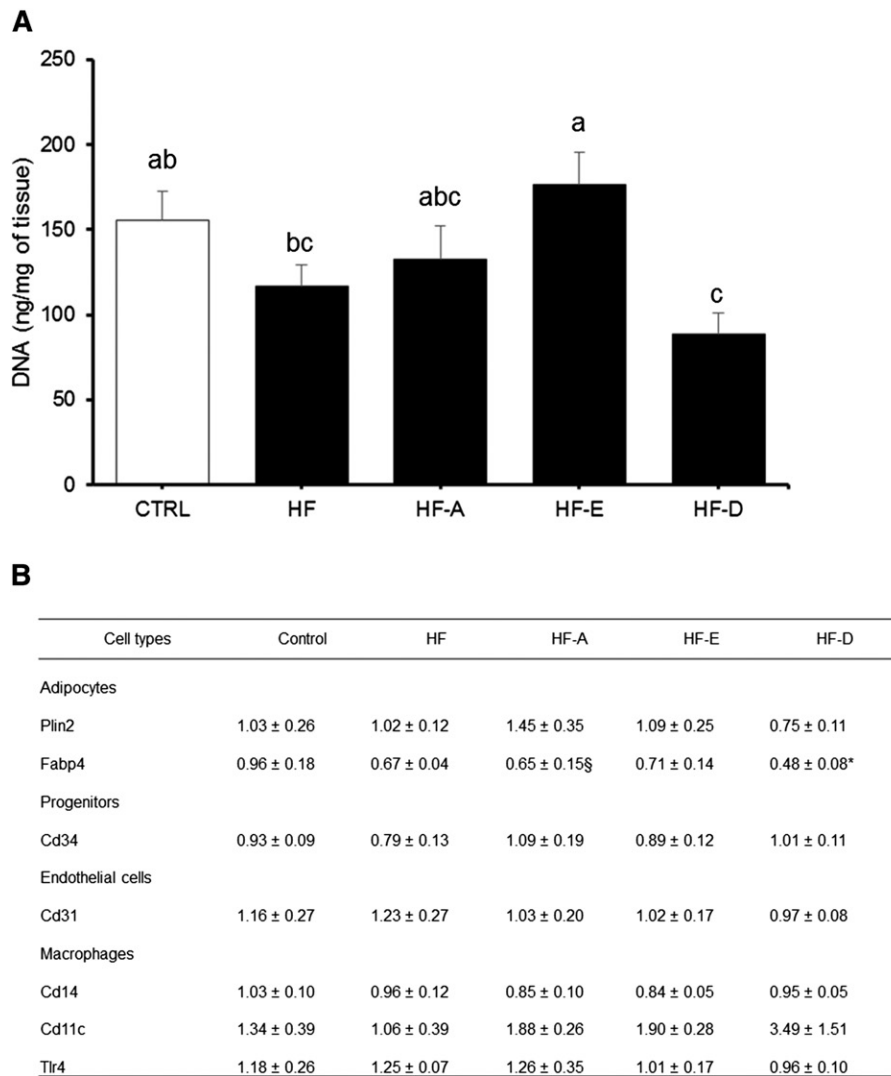 A
DNA (ng/mg of tissue)
250
200
150
100
50
0
ab
bc
abc
a
c
CTRL HF HF-A HF-E HF-D
B
Cell types Control HF HF-A HF-E HF-D
Adipocytes
Plin2 1.03 ± 0.26 1.02 ± 0.12 1.45 ± 0.35 1.09 ± 0.25 0.75 ± 0.11
Fabp4 0.96 ± 0.18 0.67 ± 0.04 0.65 ± 0.15§ 0.71 ± 0.14 0.48 ± 0.08*
Progenitors
Cd34 0.93 ± 0.09 0.79 ± 0.13 1.09 ± 0.19 0.89 ± 0.12 1.01 ± 0.11
Endothelial cells
Cd31 1.16 ± 0.27 1.23 ± 0.27 1.03 ± 0.20 1.02 ± 0.17 0.97 ± 0.08
Macrophages
Cd14 1.03 ± 0.10 0.96 ± 0.12 0.85 ± 0.10 0.84 ± 0.05 0.95 ± 0.05
Cd11c 1.34 ± 0.39 1.06 ± 0.39 1.88 ± 0.26 1.90 ± 0.28 3.49 ± 1.51
Tlr4 1.18 ± 0.26 1.25 ± 0.07 1.26 ± 0.35 1.01 ± 0.17 0.96 ± 0.10